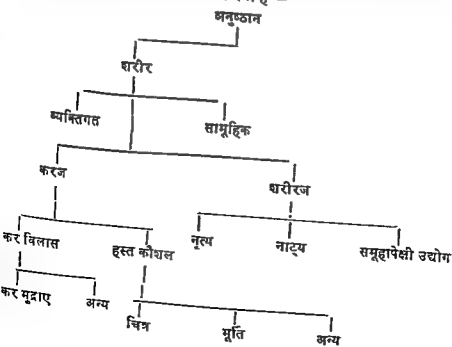 अनुष्ठान
शरीर
व्यक्तिगत सामूहिक
करज शरीरज
कर विलास हस्त कौशल नृत्य नाट्य समूहापेक्षी उद्योग
कर मुद्राए अन्य चित्र मूर्ति अन्य